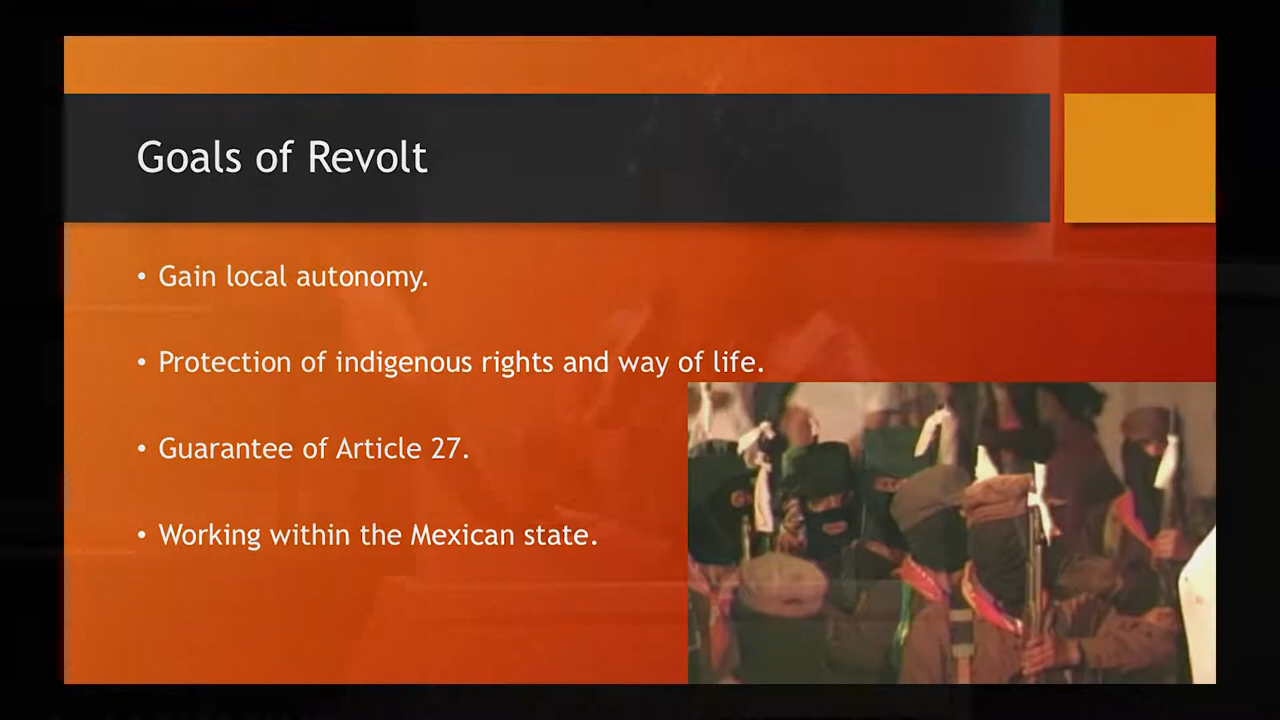 Goals of Revolt
• Gain local autonomy.
• Protection of indigenous rights and way of life.
• Guarantee of Article 27.
• Working within the Mexican state.